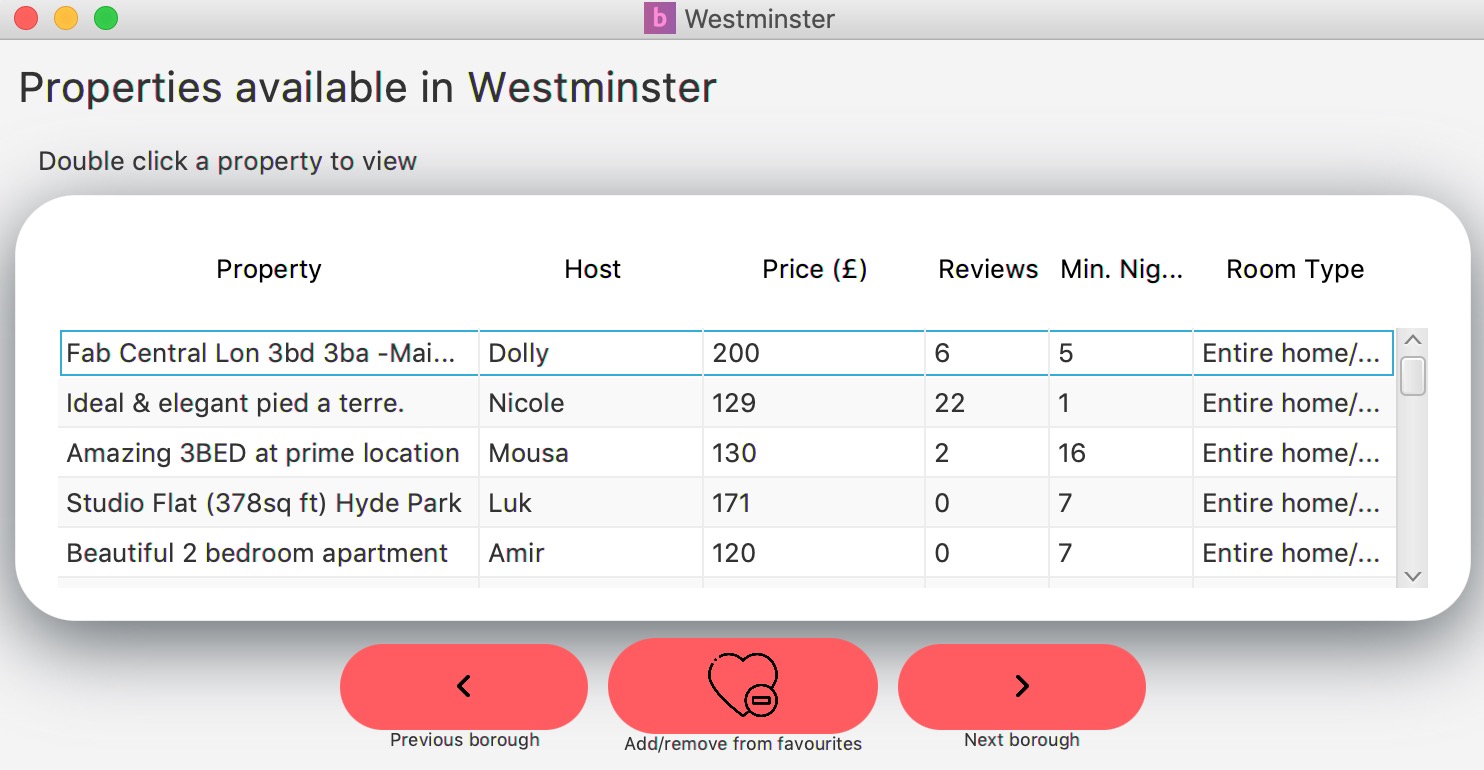 b Westminster
Properties available in Westminster
Double click a property to view
Property Host Price (£) Reviews Min. Nig... Room Type
Fab Central Lon 3bd 3ba -Mai... Dolly 200 6 5 Entire home/...
Ideal & elegant pied a terre. Nicole 129 22 1 Entire home/...
Amazing 3BED at prime location Mousa 130 2 16 Entire home/...
Studio Flat (378sq ft) Hyde Park Luk 171 0 7 Entire home/...
Beautiful 2 bedroom apartment Amir 120 0 7 Entire home/...
Previous borough Add/remove from favourites Next borough